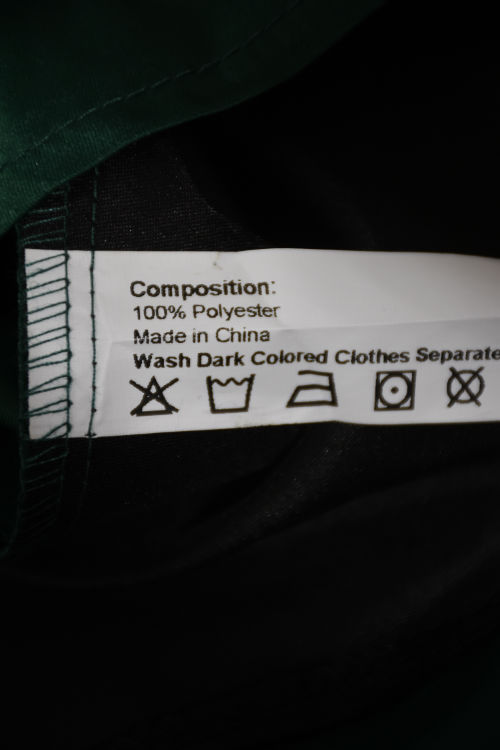 Composition:
100% Polyester
Made in China
Wash Dark Colored Clothes Separate